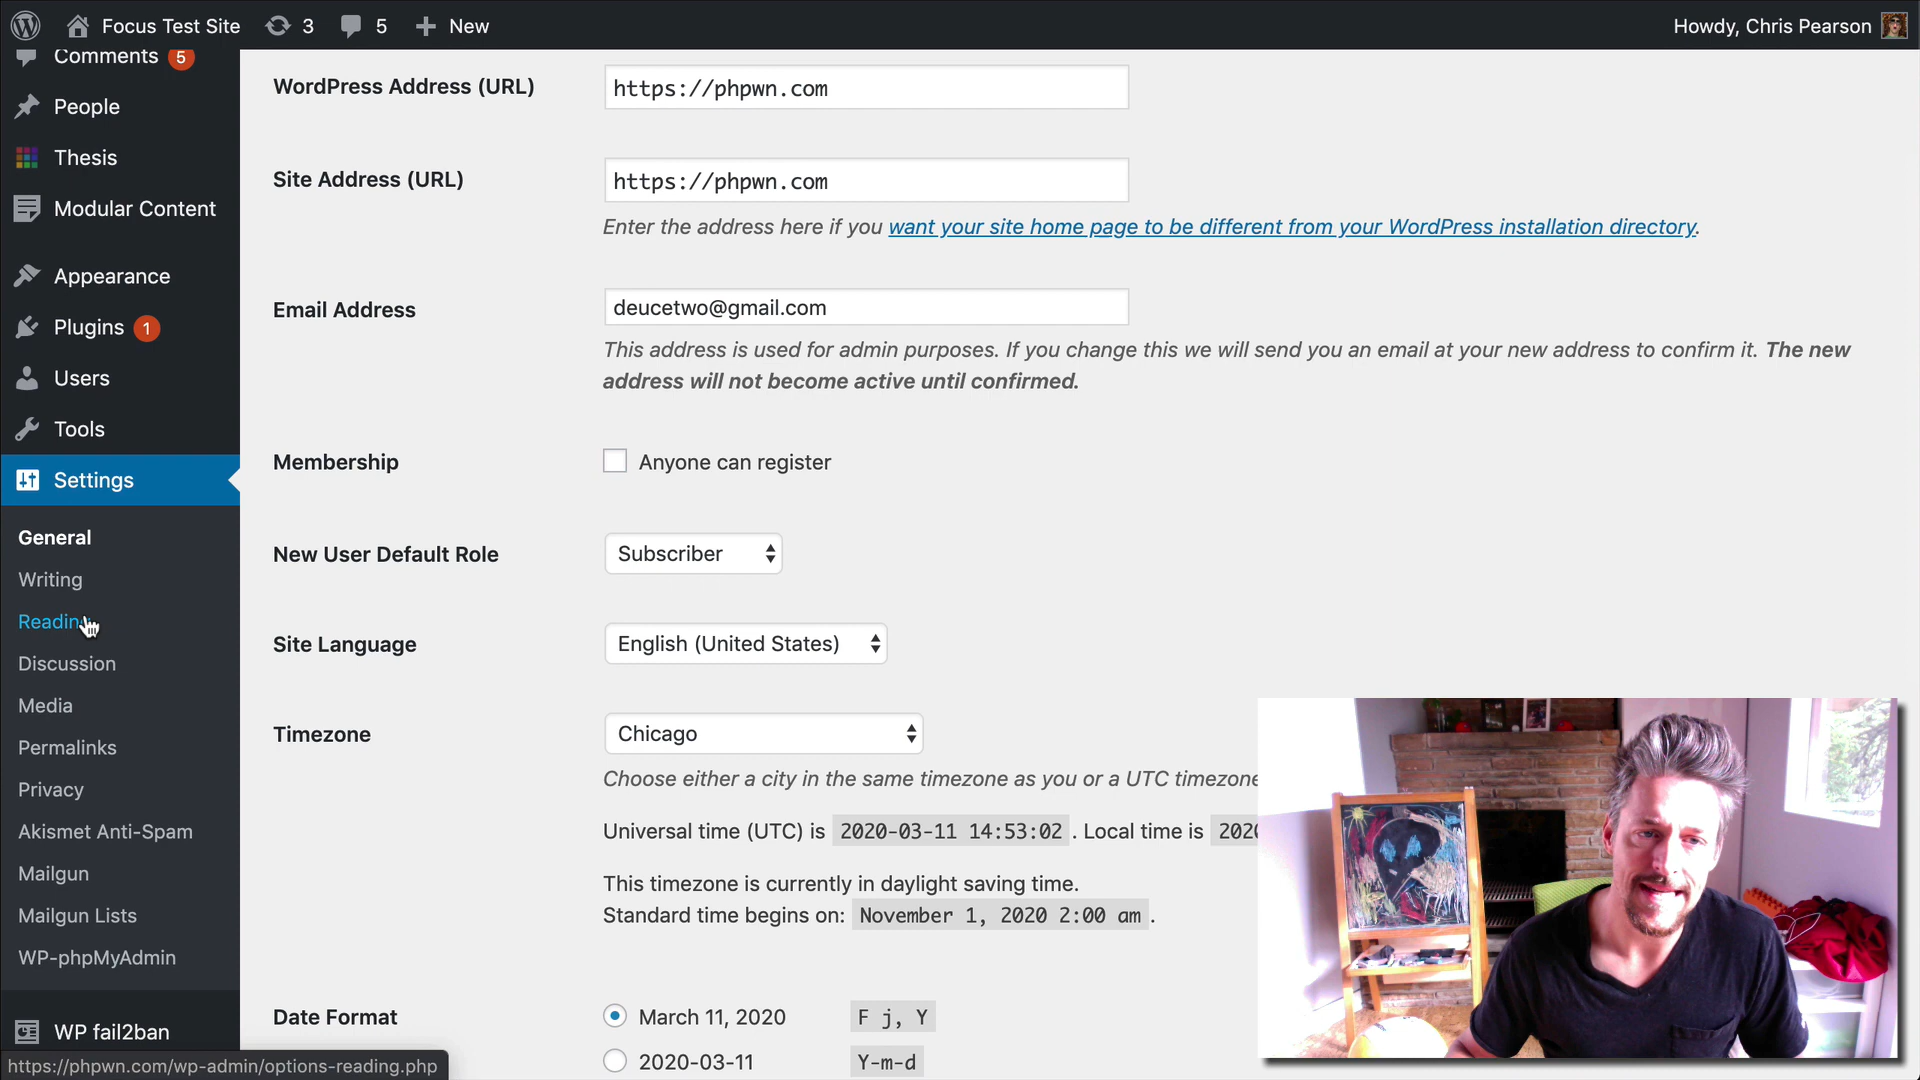 Focus Test Site 3 5 New Howdy, Chris Pearson
Comments 5
People
Thesis
Modular Content
Appearance
Plugins 1
Users
Tools
Settings
General
Writing
Reading
Discussion
Media
Permalinks
Privacy
Akismet Anti-Spam
Mailgun
Mailgun Lists
WP-phpMyAdmin
WP fail2ban
https://phpwn.com/wp-admin/options-reading.php
WordPress Address (URL) https://phpwn.com
Site Address (URL) https://phpwn.com
Enter the address here if you want your site home page to be different from your WordPress installation directory.
Email Address deucetwo@gmail.com
This address is used for admin purposes. If you change this we will send you an email at your new address to confirm it. The new
address will not become active until confirmed.
Membership Anyone can register
New User Default Role Subscriber
Site Language English (United States)
Timezone Chicago
Choose either a city in the same timezone as you or a UTC timezone
Universal time (UTC) is 2020-03-11 14:53:02 . Local time is 202
This timezone is currently in daylight saving time.
Standard time begins on: November 1, 2020 2:00 am .
Date Format March 11, 2020 F j, Y
2020-03-11 Y-m-d